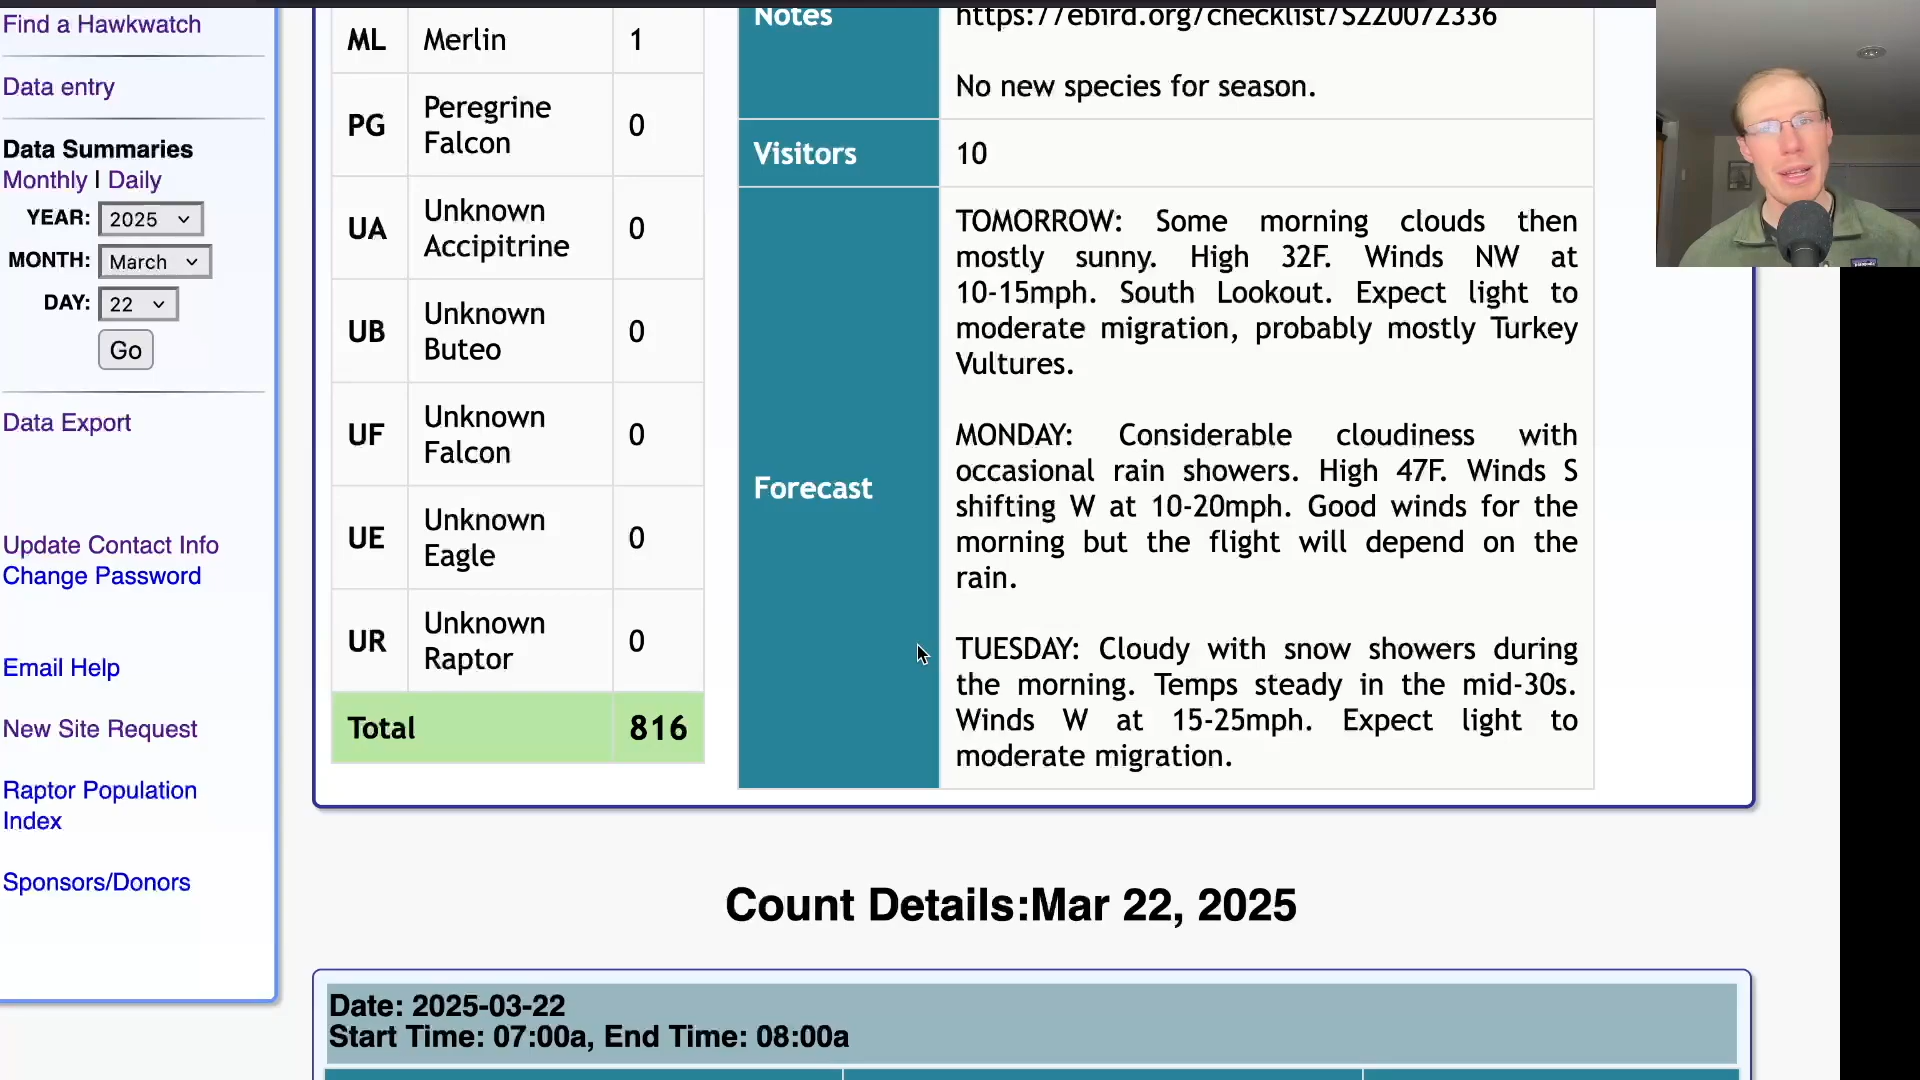 Find a Hawkwatch
Data entry
Data Summaries
Monthly | Daily
YEAR: 2025
MONTH: March
DAY: 22
Go
Data Export
Update Contact Info
Change Password
Email Help
New Site Request
Raptor Population
Index
Sponsors/Donors
ML Merlin 1
PG Peregrine Falcon 0
UA Unknown Accipitrine 0
UB Unknown Buteo 0
UF Unknown Falcon 0
UE Unknown Eagle 0
UR Unknown Raptor 0
Total 816
Notes
https://ebird.org/checklist/S220072336
No new species for season.
Visitors 10
Forecast
TOMORROW: Some morning clouds then
mostly sunny. High 32F. Winds NW at
10-15mph. South Lookout. Expect light to
moderate migration, probably mostly Turkey
Vultures.
MONDAY: Considerable cloudiness with
occasional rain showers. High 47F. Winds S
shifting W at 10-20mph. Good winds for the
morning but the flight will depend on the
rain.
TUESDAY: Cloudy with snow showers during
the morning. Temps steady in the mid-30s.
Winds W at 15-25mph. Expect light to
moderate migration.
Count Details:Mar 22, 2025
Date: 2025-03-22
Start Time: 07:00a, End Time: 08:00a